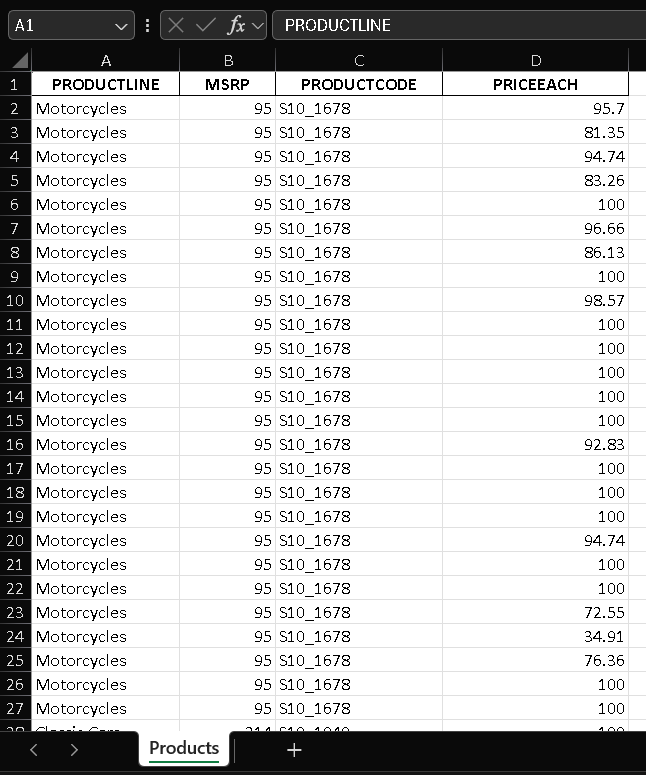 A1 fx PRODUCTLINE
A B C D
1 PRODUCTLINE MSRP PRODUCTCODE PRICEEACH
2 Motorcycles 95 S10_1678 95.7
3 Motorcycles 95 S10_1678 81.35
4 Motorcycles 95 S10_1678 94.74
5 Motorcycles 95 S10_1678 83.26
6 Motorcycles 95 S10_1678 100
7 Motorcycles 95 S10_1678 96.66
8 Motorcycles 95 S10_1678 86.13
9 Motorcycles 95 S10_1678 100
10 Motorcycles 95 S10_1678 98.57
11 Motorcycles 95 S10_1678 100
12 Motorcycles 95 S10_1678 100
13 Motorcycles 95 S10_1678 100
14 Motorcycles 95 S10_1678 100
15 Motorcycles 95 S10_1678 100
16 Motorcycles 95 S10_1678 92.83
17 Motorcycles 95 S10_1678 100
18 Motorcycles 95 S10_1678 100
19 Motorcycles 95 S10_1678 100
20 Motorcycles 95 S10_1678 94.74
21 Motorcycles 95 S10_1678 100
22 Motorcycles 95 S10_1678 100
23 Motorcycles 95 S10_1678 72.55
24 Motorcycles 95 S10_1678 34.91
25 Motorcycles 95 S10_1678 76.36
26 Motorcycles 95 S10_1678 100
27 Motorcycles 95 S10_1678 100
Products